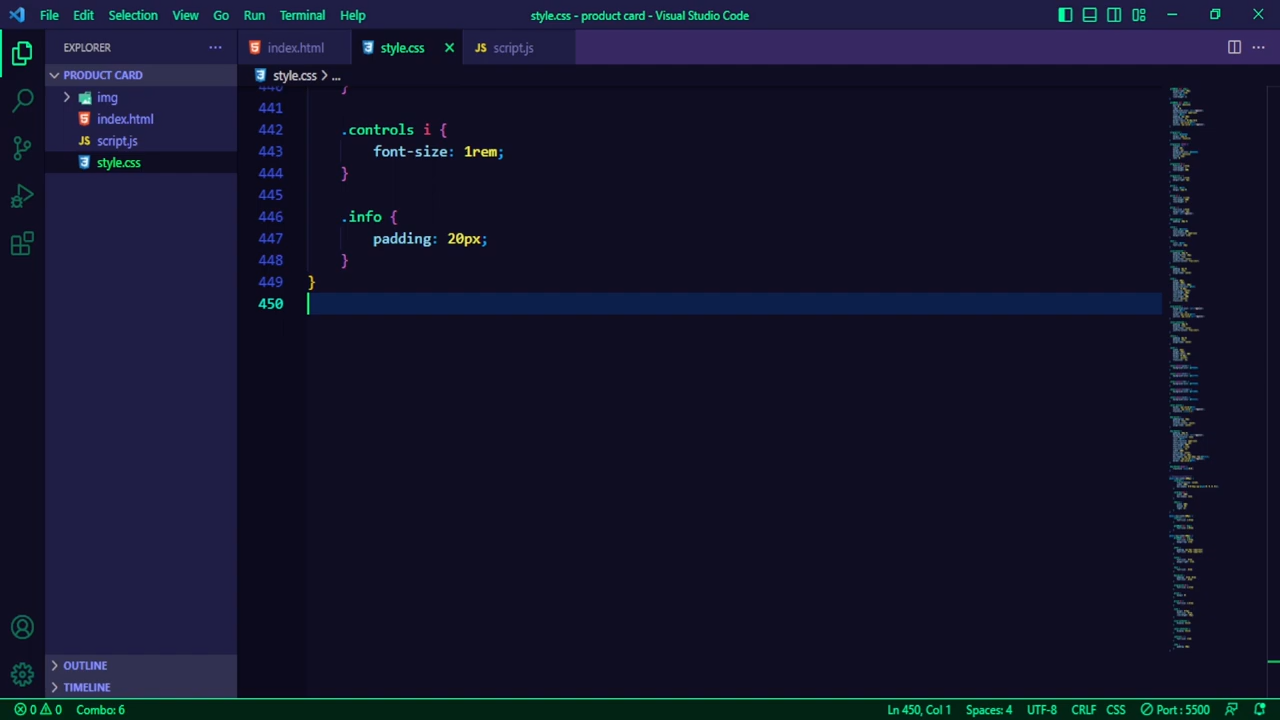 File Edit Selection View Go Run Terminal Help
style.css - product card - Visual Studio Code
EXPLORER
index.html
style.css
JS script.js
PRODUCT CARD
img
index.html
JS script.js
style.css
style.css > ...
440 }
441
442 .controls i {
443 font-size: 1rem;
444 }
445
446 .info {
447 padding: 20px;
448 }
449 }
450
OUTLINE
TIMELINE
0 0 Combo: 6
Ln 450, Col 1 Spaces: 4 UTF-8 CRLF CSS Port : 5500